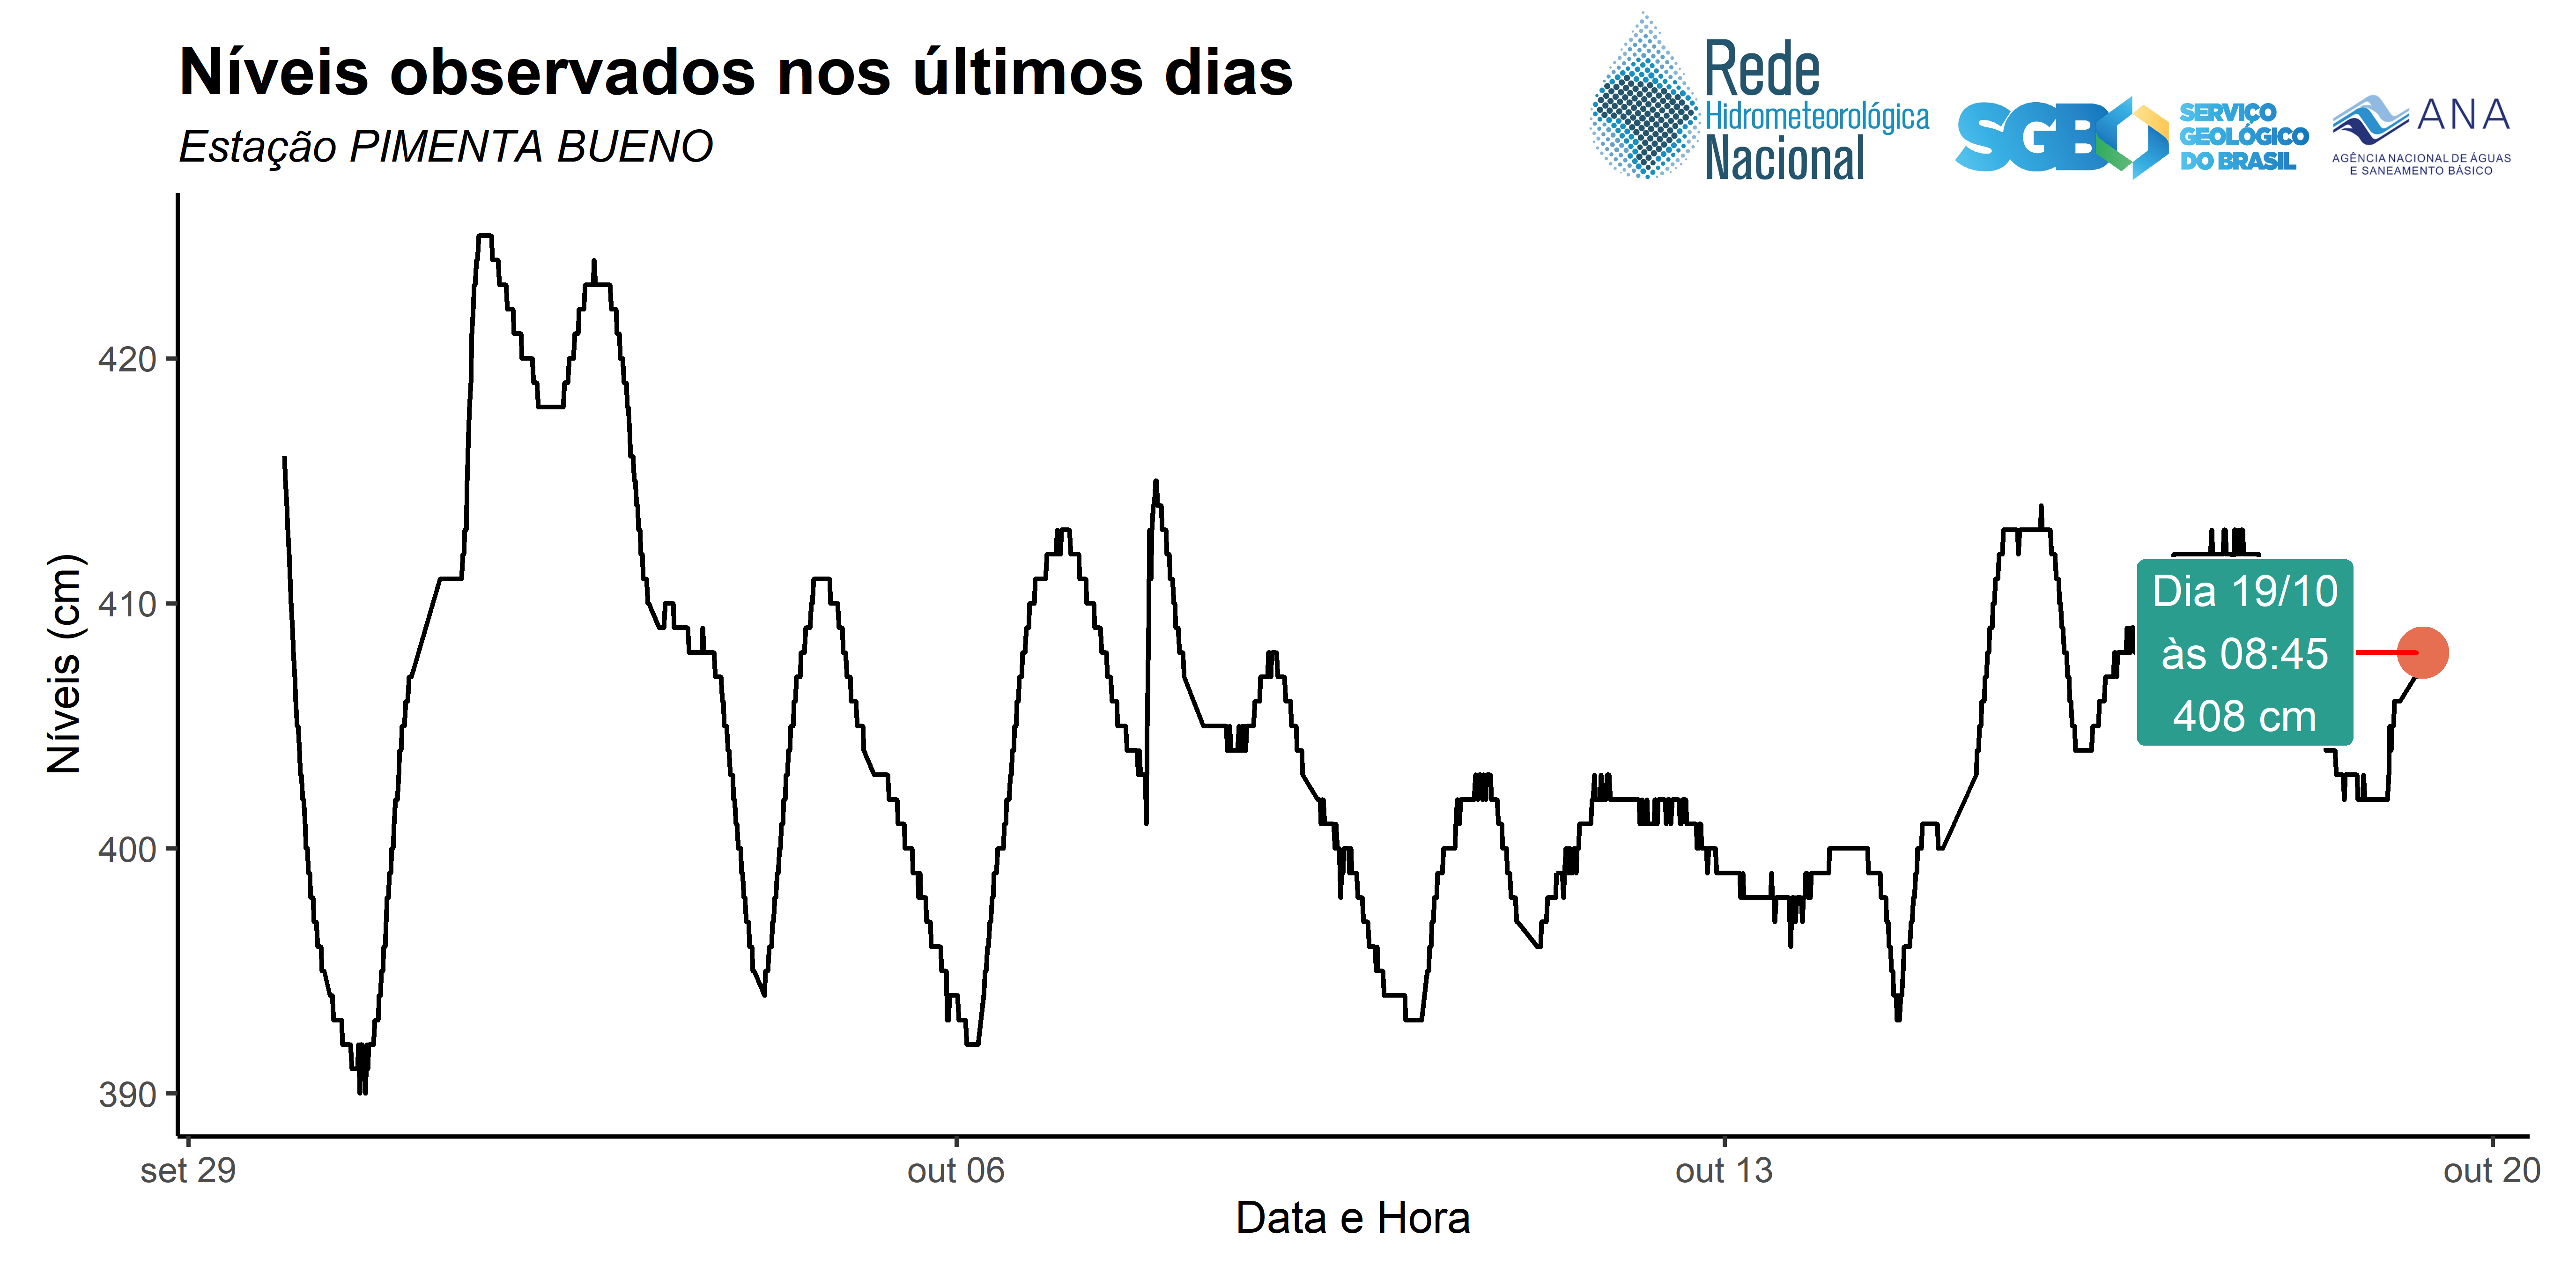 Níveis observados nos últimos dias
Estação PIMENTA BUENO
Rede
Hidrometeorológica
Nacional
SGB
SERVIÇO
GEOLÓGICO
DO BRASIL
ANA
AGÊNCIA NACIONAL DE ÁGUAS
E SANEAMENTO BÁSICO
Níveis (cm)
420
410
400
390
Dia 19/10
às 08:45
408 cm
set 29
out 06
out 13
out 20
Data e Hora